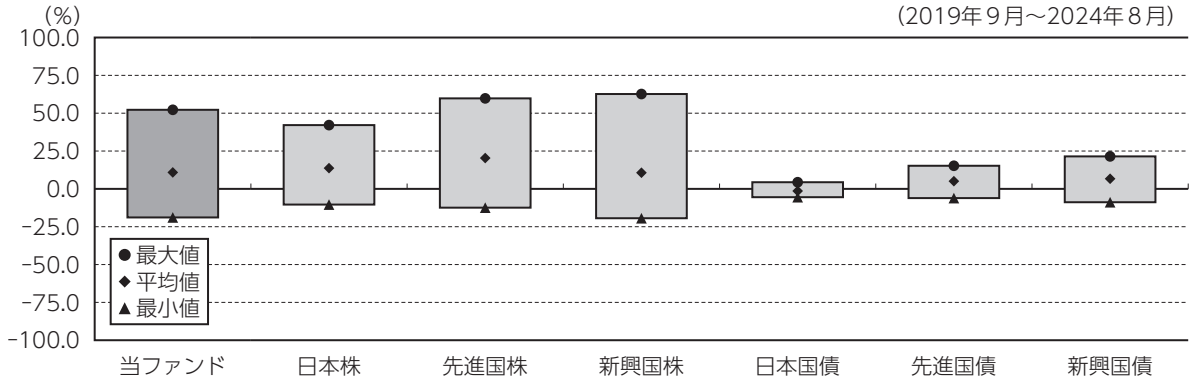 (%)
(2019年9月～2024年8月)
100.0
75.0
50.0
25.0
0.0
-25.0
-50.0
-75.0
-100.0
●最大値
◆平均値
▲最小値
当ファンド 日本株 先進国株 新興国株 日本国債 先進国債 新興国債